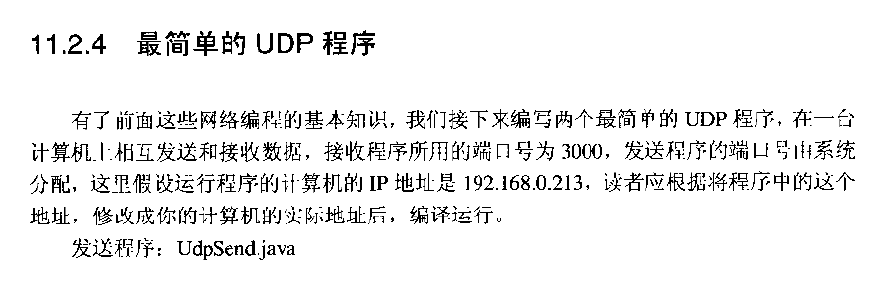 11.2.4 最简单的 UDP 程序
有了前面这些网络编程的基本知识，我们接下来编写两个最简单的 UDP 程序，在一台
计算机上相互发送和接收数据，接收程序所用的端口号为 3000，发送程序的端口号由系统
分配，这里假设运行程序的计算机的 IP 地址是 192.168.0.213，读者应根据将程序中的这个
地址，修改成你的计算机的实际地址后，编译运行。
发送程序：UdpSend.java